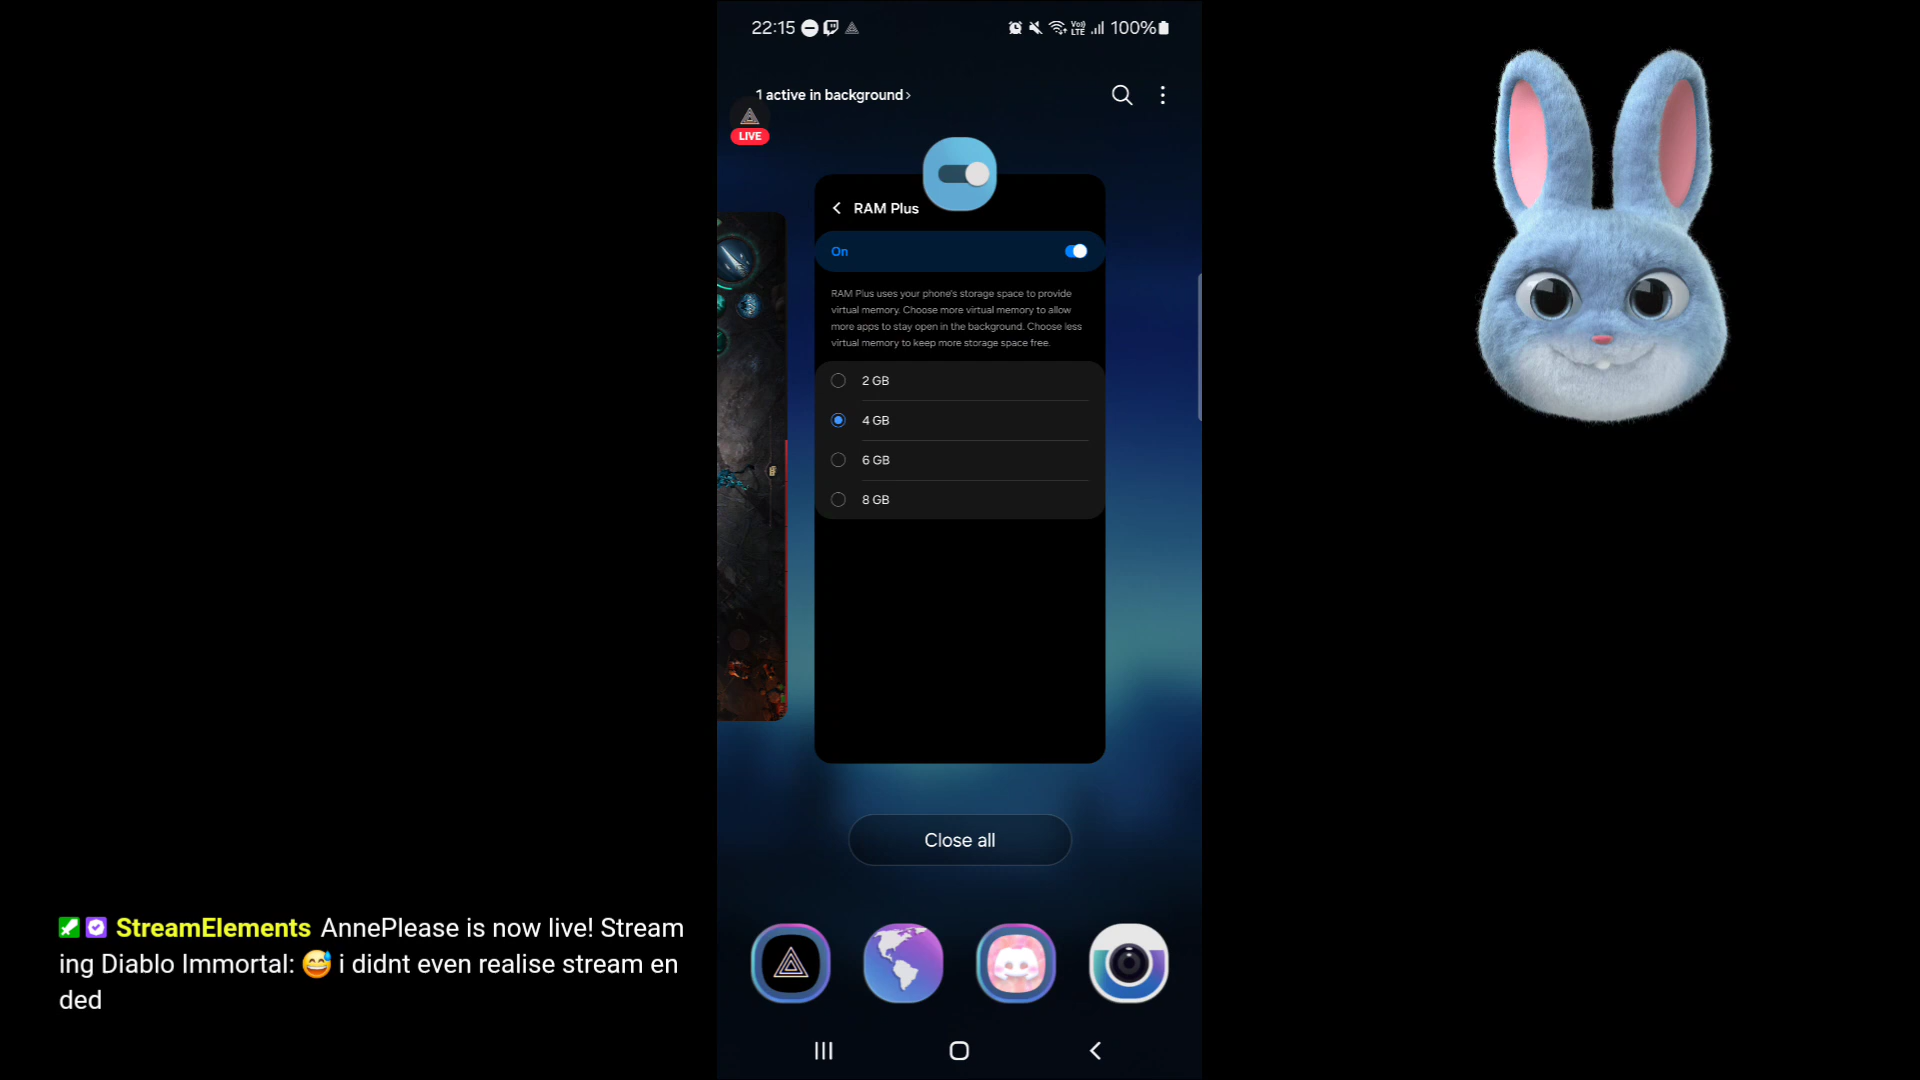 22:15
Vo))
LTE
100%
1 active in background >
LIVE
RAM Plus
On
RAM Plus uses your phone's storage space to provide
virtual memory. Choose more virtual memory to allow
more apps to stay open in the background. Choose less
virtual memory to keep more storage space free.
2 GB
4 GB
6 GB
8 GB
Close all
StreamElements AnnePlease is now live! Stream
ing Diablo Immortal: 😅 i didnt even realise stream en
ded